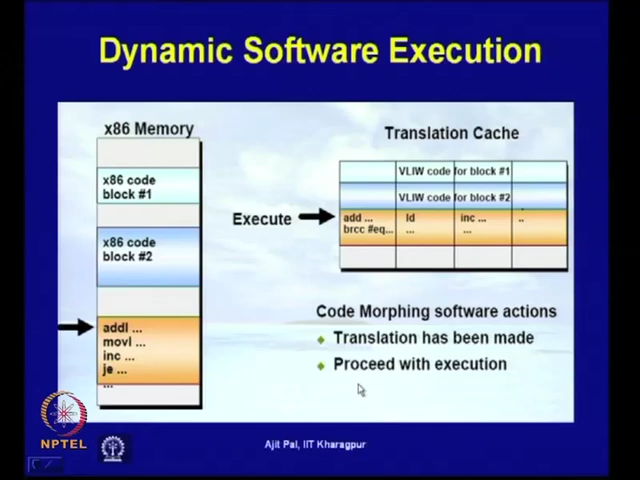 Dynamic Software Execution
x86 Memory
x86 code
block #1
x86 code
block #2
addl ...
movl ...
inc ...
je ...
...
Translation Cache
VLIW code for block #1
VLIW code for block #2
Execute
add ... ld inc ... ..
brcc #eq... ... ...
Code Morphing software actions
Translation has been made
Proceed with execution
NPTEL
Ajit Pal, IIT Kharagpur